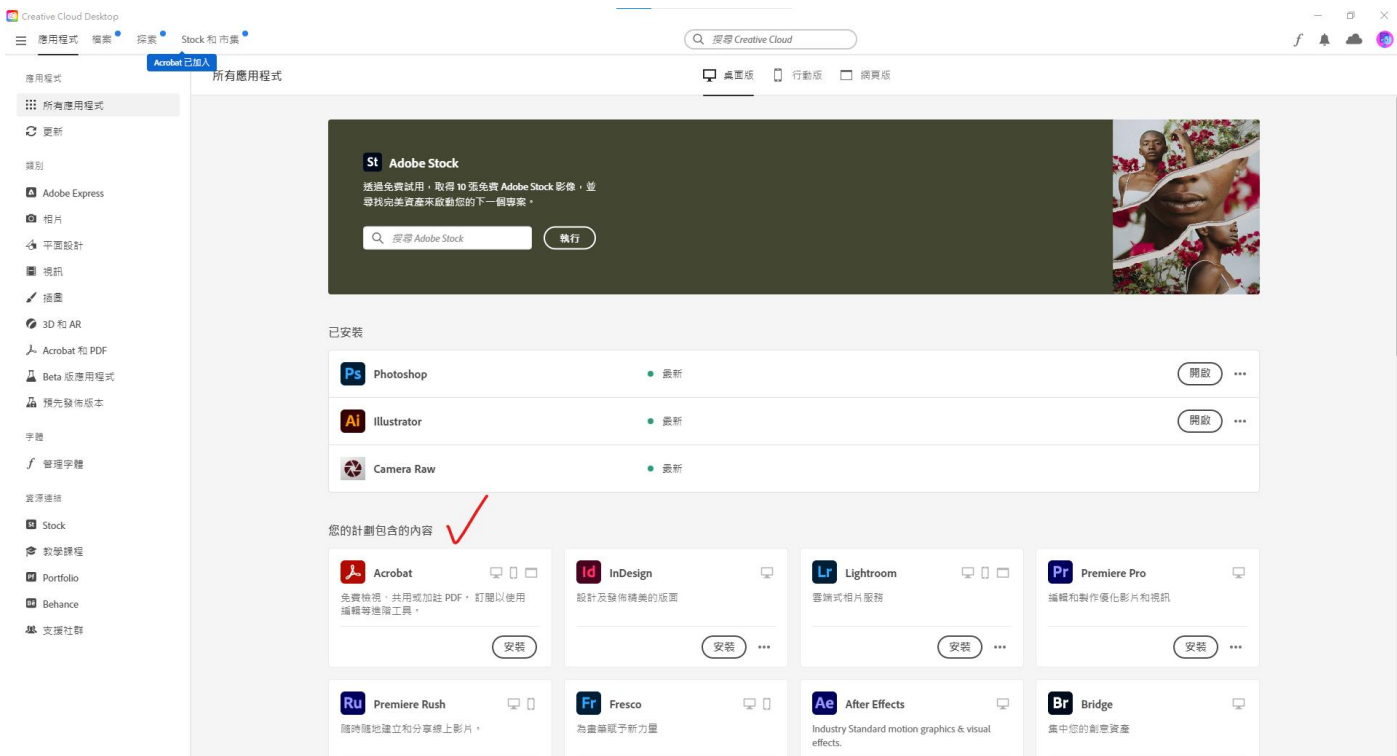 Creative Cloud Desktop
應用程式 檔案 探索 Stock 和 市集
搜尋 Creative Cloud
Acrobat 已加入
應用程式
所有應用程式
更新
類別
Adobe Express
相片
平面設計
視訊
插圖
3D 和 AR
Acrobat 和 PDF
Beta 版應用程式
預先發佈版本
字體
管理字體
資源連結
Stock
教學課程
Portfolio
Behance
支援社群
所有應用程式
桌面版 行動版 網頁版
St Adobe Stock
透過免費試用,取得 10 張免費 Adobe Stock 影像,並
尋找完美資產來啟動您的下一個專案。
搜尋 Adobe Stock 執行
已安裝
Ps Photoshop 最新 開啟
Ai Illustrator 最新 開啟
Camera Raw 最新
您的計劃包含的內容
Acrobat
免費檢視、共用或加註 PDF。訂閱以使用
編輯等進階工具。
安裝
Id InDesign
設計及發佈精美的版面
安裝
Lr Lightroom
雲端式相片服務
安裝
Pr Premiere Pro
編輯和製作優化影片和視訊
安裝
Ru Premiere Rush
隨時隨地建立和分享線上影片。
Fr Fresco
為畫筆賦予新力量
Ae After Effects
Industry Standard motion graphics & visual
effects.
Br Bridge
集中您的創意資產